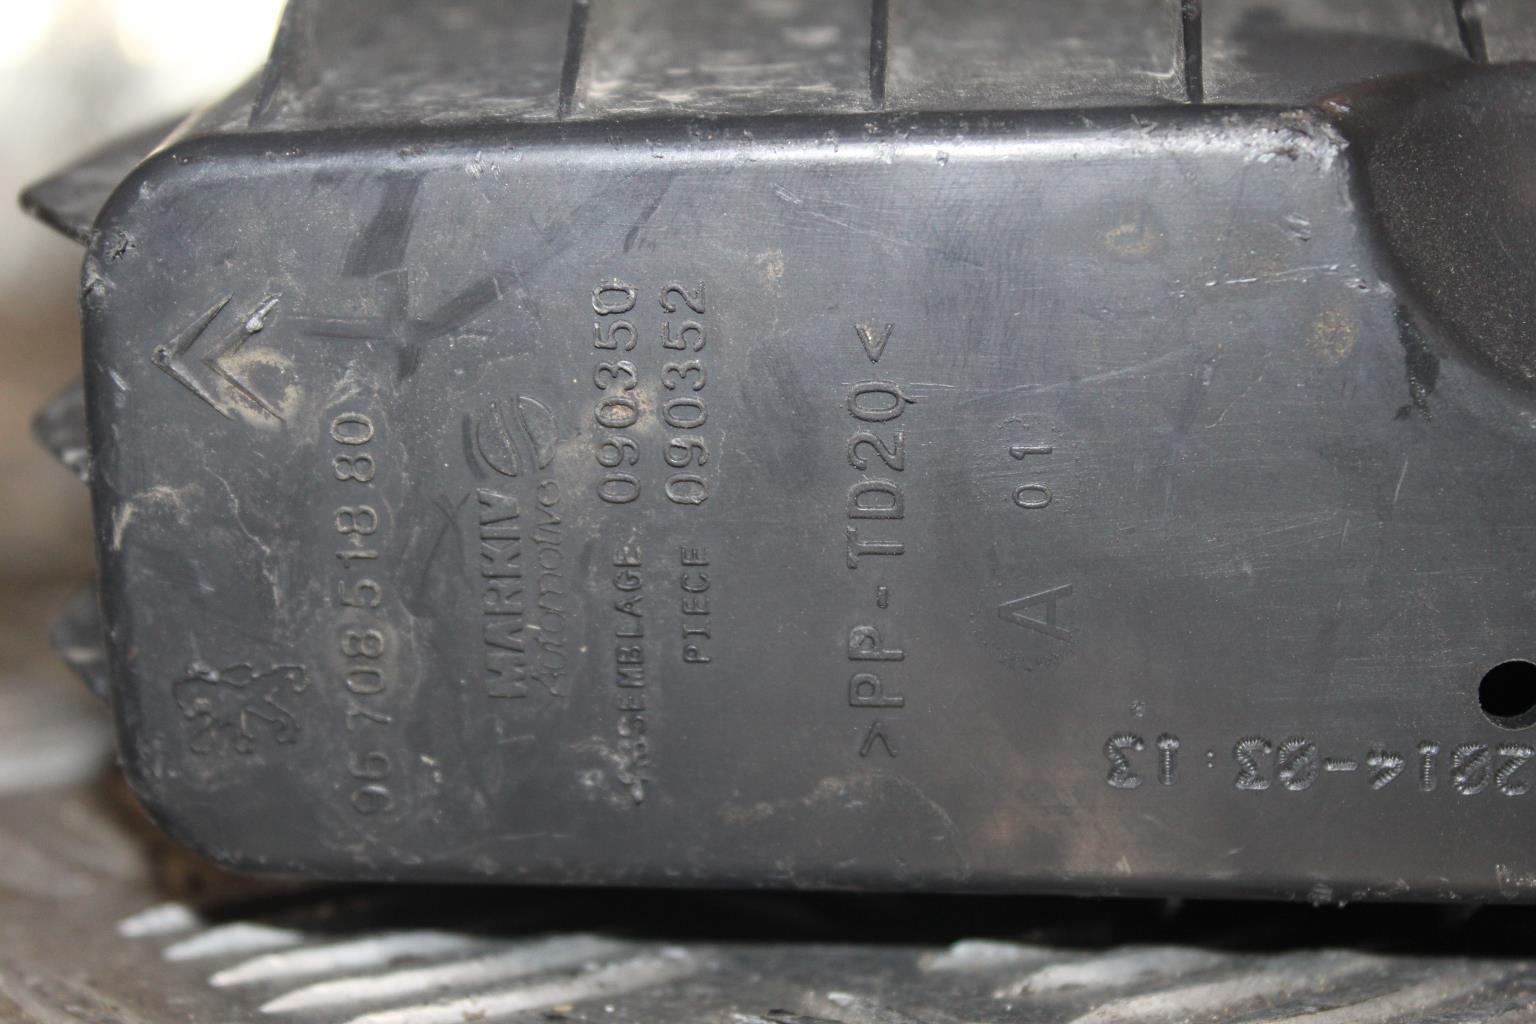 96 708 518 80
MARKIV
Automotive
ASSEMBLAGE 090350
PIECE 090352
>PP-TD20<
A 01
2014-03:13